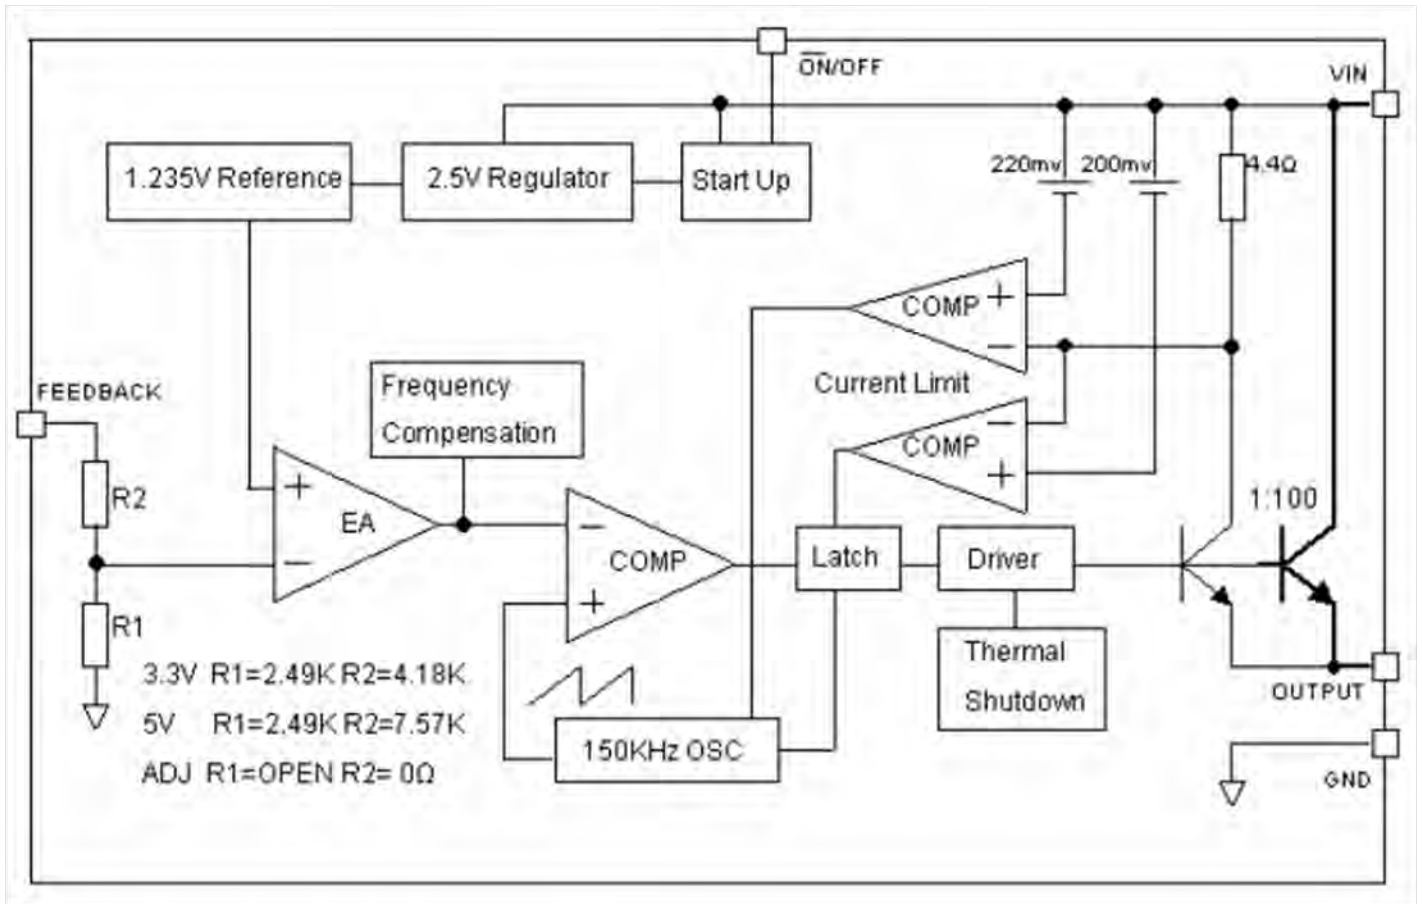 ON/OFF
VIN
1.235V Reference
2.5V Regulator
Start Up
220mv
200mv
4.4Ω
COMP
+
−
Current Limit
FEEDBACK
Frequency
Compensation
COMP
−
+
R2
+
EA
−
−
COMP
+
Latch
Driver
1:100
R1
Thermal
Shutdown
3.3V R1=2.49K R2=4.18K
5V R1=2.49K R2=7.57K
ADJ R1=OPEN R2= 0Ω
150KHz OSC
OUTPUT
GND